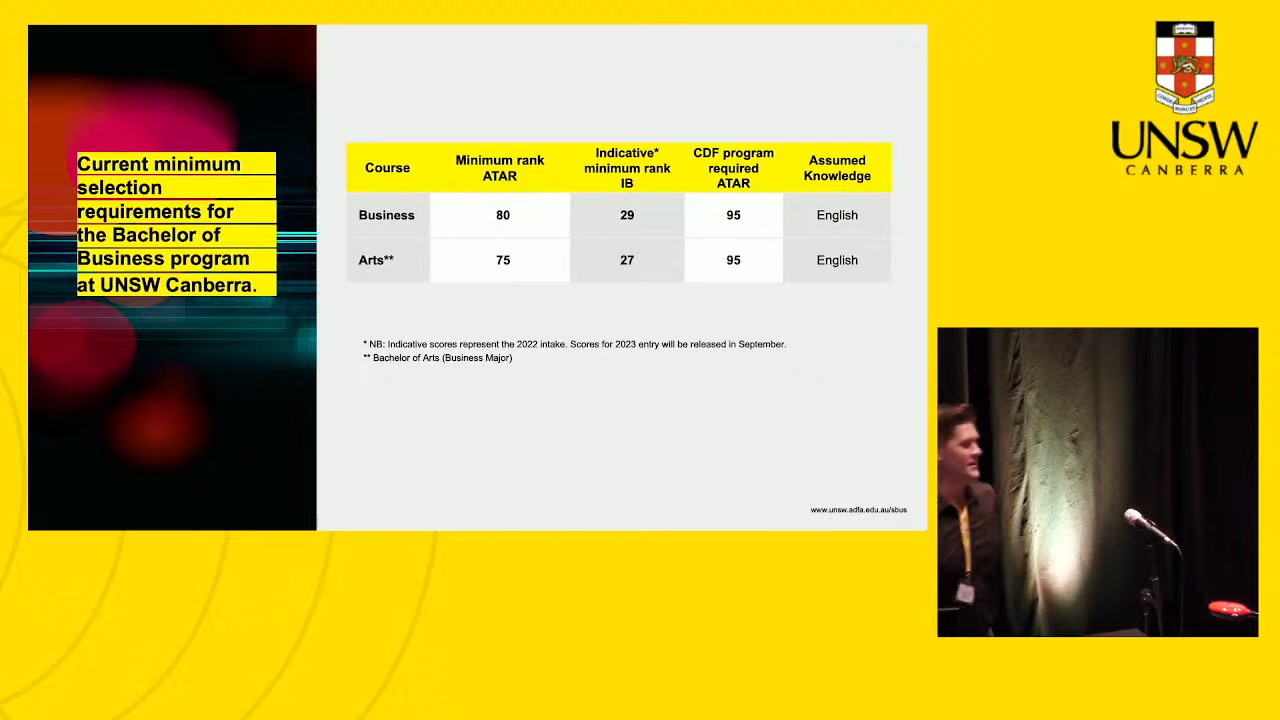 Current minimum
selection
requirements for
the Bachelor of
Business program
at UNSW Canberra.
Course
Minimum rank
ATAR
Indicative*
minimum rank
IB
CDF program
required
ATAR
Assumed
Knowledge
Business
80
29
95
English
Arts**
75
27
95
English
* NB: Indicative scores represent the 2022 intake. Scores for 2023 entry will be released in September.
** Bachelor of Arts (Business Major)
www.unsw.adfa.edu.au/sbus
UNSW
CANBERRA